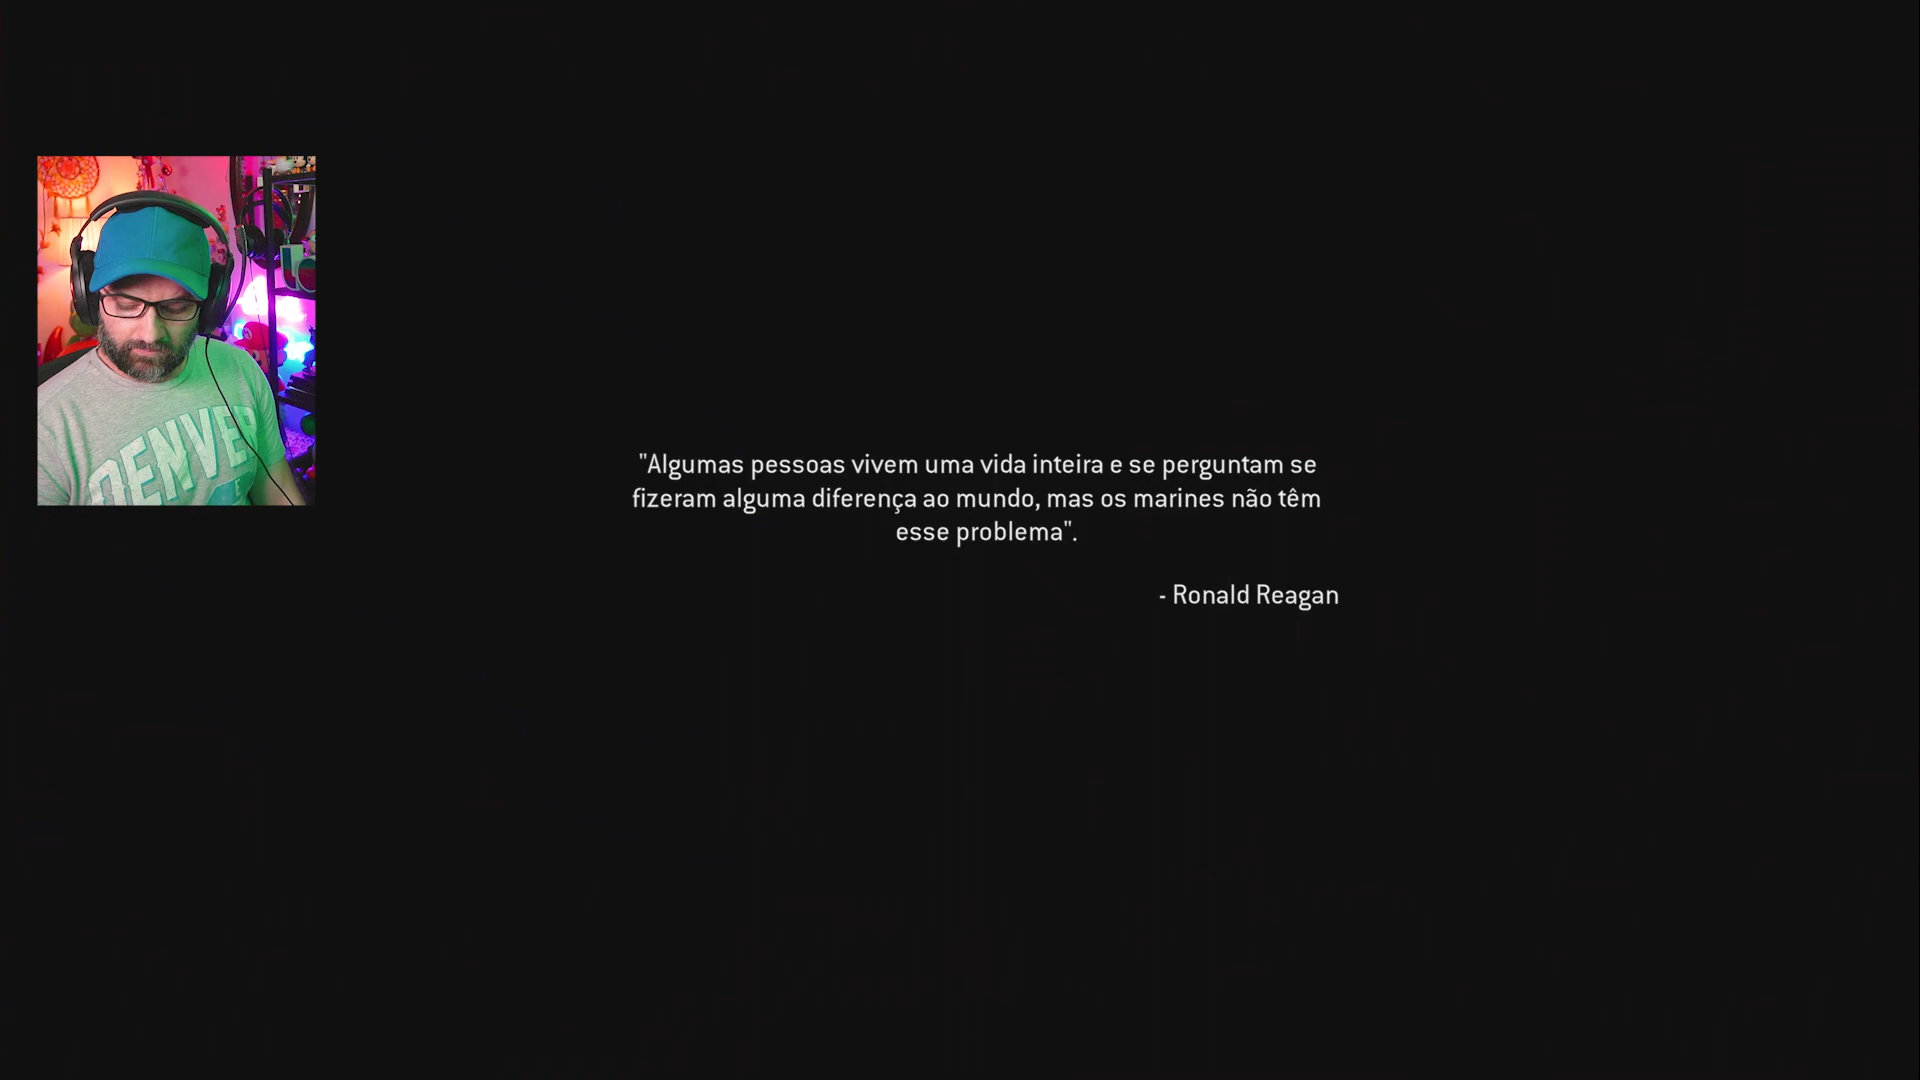 DENVER
"Algumas pessoas vivem uma vida inteira e se perguntam se
fizeram alguma diferença ao mundo, mas os marines não têm
esse problema".
- Ronald Reagan